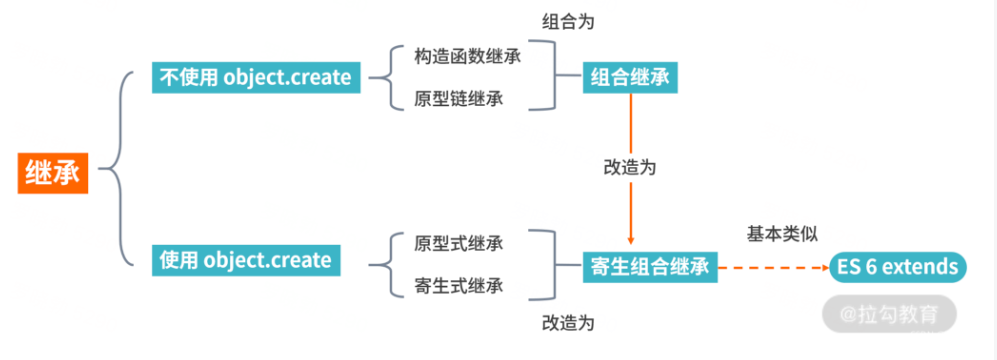 组合为
不使用 object.create
构造函数继承
原型链继承
组合继承
继承
改造为
使用 object.create
原型式继承
寄生式继承
寄生组合继承
基本类似
ES 6 extends
改造为
@拉勾教育